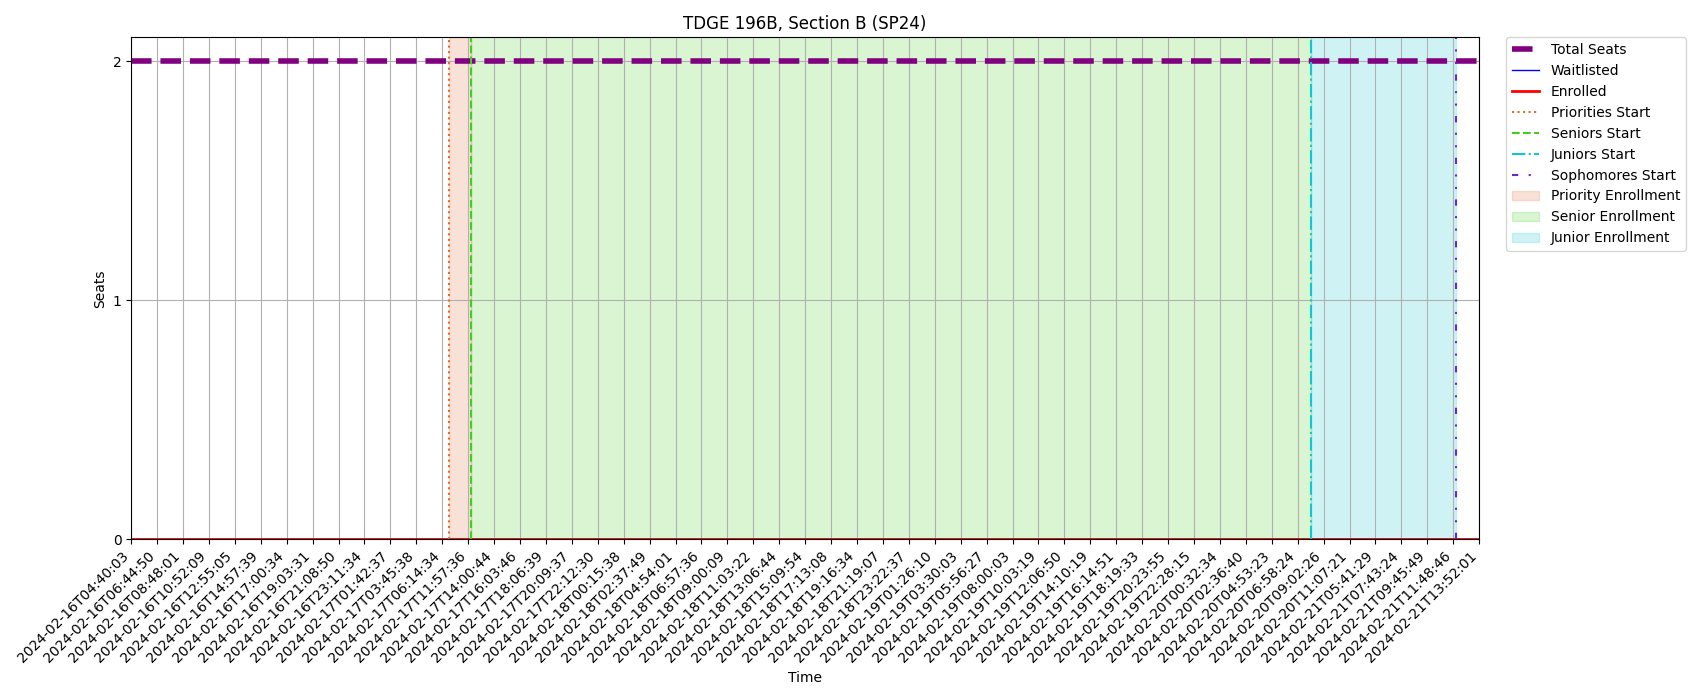 TDGE 196B, Section B (SP24)
Total Seats
Waitlisted
Enrolled
Priorities Start
Seniors Start
Juniors Start
Sophomores Start
Priority Enrollment
Senior Enrollment
Junior Enrollment
Seats
2
1
0
2024-02-16T04:40:03
2024-02-16T06:44:50
2024-02-16T08:48:01
2024-02-16T10:52:09
2024-02-16T12:55:05
2024-02-16T14:57:39
2024-02-16T17:00:34
2024-02-16T19:03:31
2024-02-16T21:08:50
2024-02-16T23:11:34
2024-02-17T01:42:37
2024-02-17T03:45:38
2024-02-17T06:14:34
2024-02-17T11:57:36
2024-02-17T14:00:44
2024-02-17T16:03:46
2024-02-17T18:06:39
2024-02-17T20:09:37
2024-02-17T22:12:30
2024-02-18T00:15:38
2024-02-18T02:37:49
2024-02-18T04:54:01
2024-02-18T06:57:36
2024-02-18T09:00:09
2024-02-18T11:03:22
2024-02-18T13:06:44
2024-02-18T15:09:54
2024-02-18T17:13:08
2024-02-18T19:16:34
2024-02-18T21:19:07
2024-02-18T23:22:37
2024-02-19T01:26:10
2024-02-19T03:30:03
2024-02-19T05:56:27
2024-02-19T08:00:03
2024-02-19T10:03:19
2024-02-19T12:06:50
2024-02-19T14:10:19
2024-02-19T16:14:51
2024-02-19T18:19:33
2024-02-19T20:23:55
2024-02-19T22:28:15
2024-02-20T00:32:34
2024-02-20T02:36:40
2024-02-20T04:53:23
2024-02-20T06:58:24
2024-02-20T09:02:26
2024-02-20T11:07:21
2024-02-21T05:41:29
2024-02-21T07:43:24
2024-02-21T09:45:49
2024-02-21T11:48:46
2024-02-21T13:52:01
Time